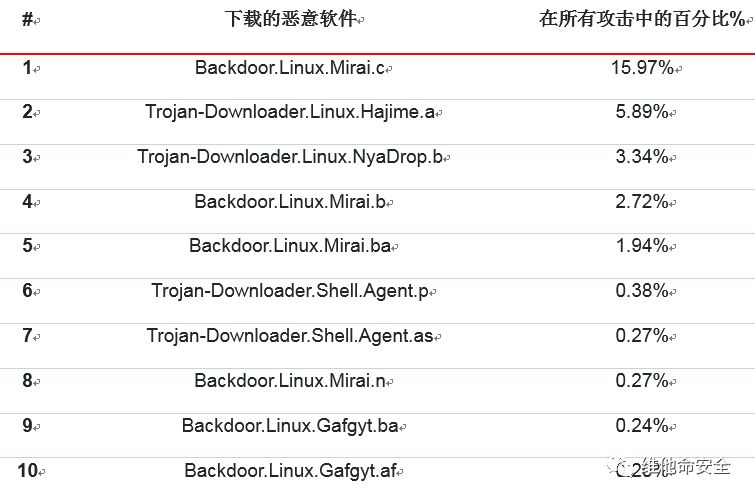 # 下载的恶意软件 在所有攻击中的百分比%
1 Backdoor.Linux.Mirai.c 15.97%
2 Trojan-Downloader.Linux.Hajime.a 5.89%
3 Trojan-Downloader.Linux.NyaDrop.b 3.34%
4 Backdoor.Linux.Mirai.b 2.72%
5 Backdoor.Linux.Mirai.ba 1.94%
6 Trojan-Downloader.Shell.Agent.p 0.38%
7 Trojan-Downloader.Shell.Agent.as 0.27%
8 Backdoor.Linux.Mirai.n 0.27%
9 Backdoor.Linux.Gafgyt.ba 0.24%
10 Backdoor.Linux.Gafgyt.af
维他命安全